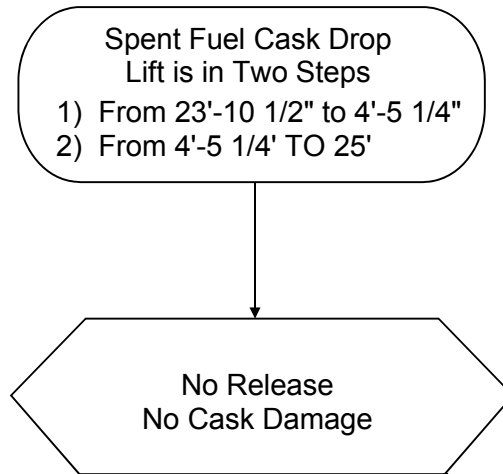 Spent Fuel Cask Drop
Lift is in Two Steps
1) From 23'-10 1/2" to 4'-5 1/4"
2) From 4'-5 1/4' TO 25'
No Release
No Cask Damage